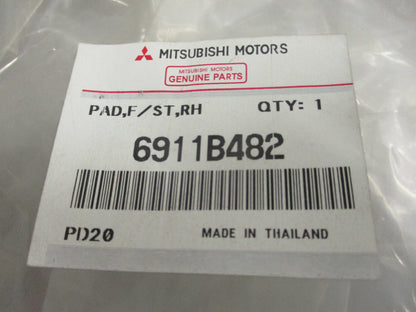 MITSUBISHI MOTORS
MITSUBISHI MOTORS
GENUINE PARTS
PAD,F/ST,RH QTY: 1
6911B482
PD20 MADE IN THAILAND